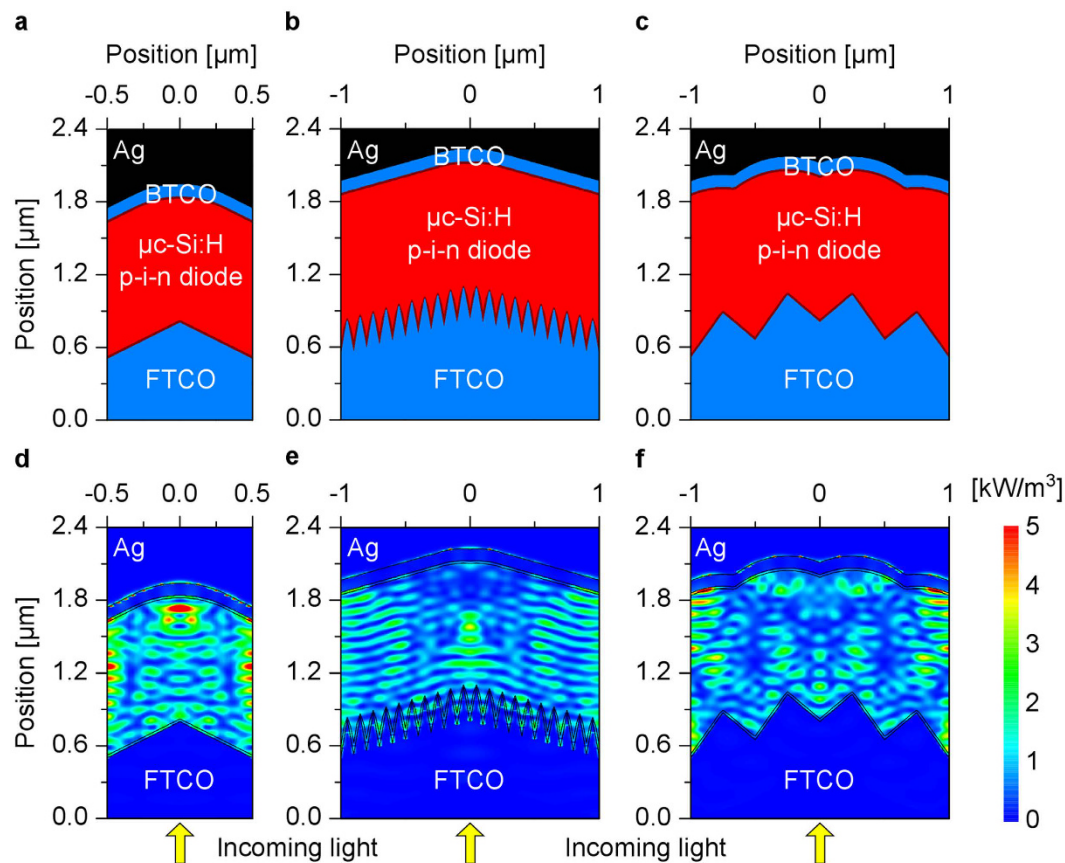 a b c
Position [μm] Position [μm] Position [μm]
-0.5 0.0 0.5 -1 0 1 -1 0 1
2.4 2.4 2.4
Ag Ag Ag
BTCO BTCO BTCO
1.8 1.8 1.8
μc-Si:H μc-Si:H μc-Si:H
p-i-n diode p-i-n diode p-i-n diode
Position [μm]
1.2 1.2 1.2
0.6 0.6 0.6
FTCO FTCO FTCO
0.0 0.0 0.0
d e f
-0.5 0.0 0.5 -1 0 1 -1 0 1 [kW/m³]
2.4 2.4 2.4 5
Ag Ag Ag
1.8 1.8 1.8 4
Position [μm]
3
1.2 1.2 1.2
2
0.6 0.6 0.6 1
FTCO FTCO FTCO
0.0 0.0 0.0 0
Incoming light Incoming light